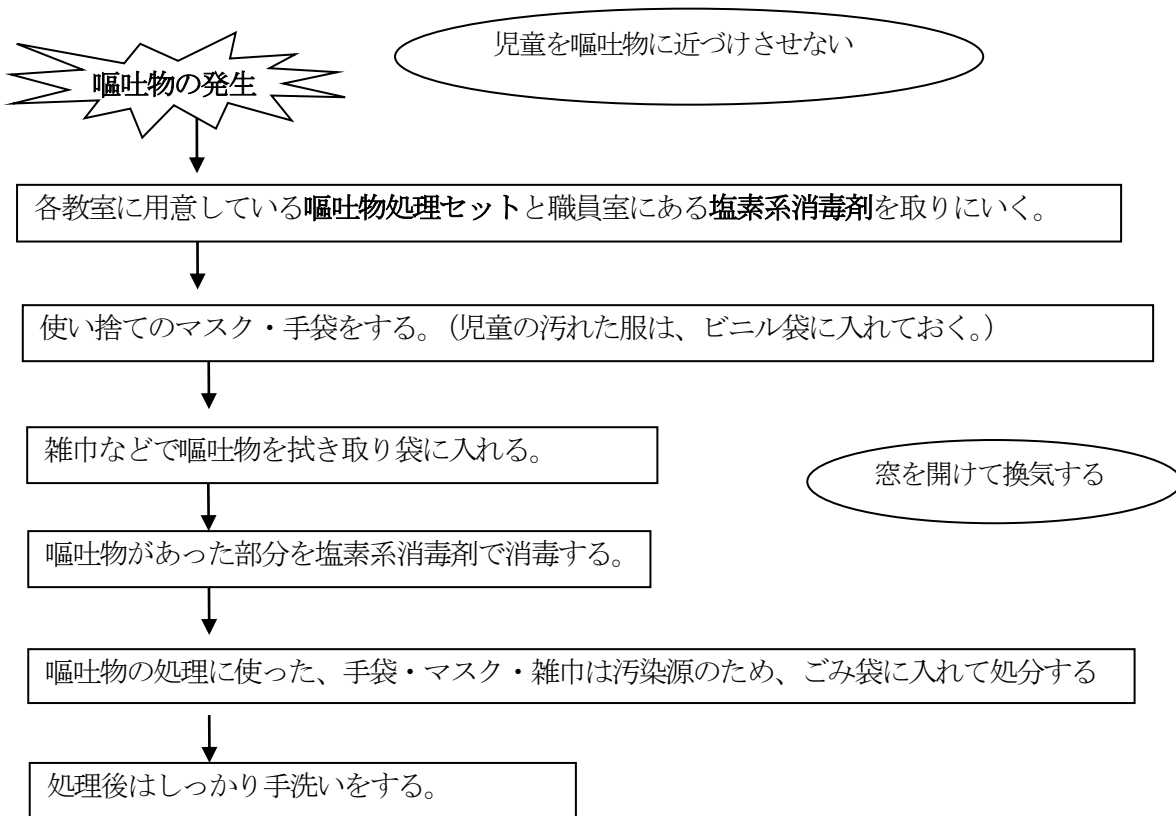 児童を嘔吐物に近づけさせない
嘔吐物の発生
各教室に用意している嘔吐物処理セットと職員室にある塩素系消毒剤を取りにいく。
使い捨てのマスク・手袋をする。(児童の汚れた服は、ビニル袋に入れておく。)
雑巾などで嘔吐物を拭き取り袋に入れる。
窓を開けて換気する
嘔吐物があった部分を塩素系消毒剤で消毒する。
嘔吐物の処理に使った、手袋・マスク・雑巾は汚染源のため、ごみ袋に入れて処分する
処理後はしっかり手洗いをする。